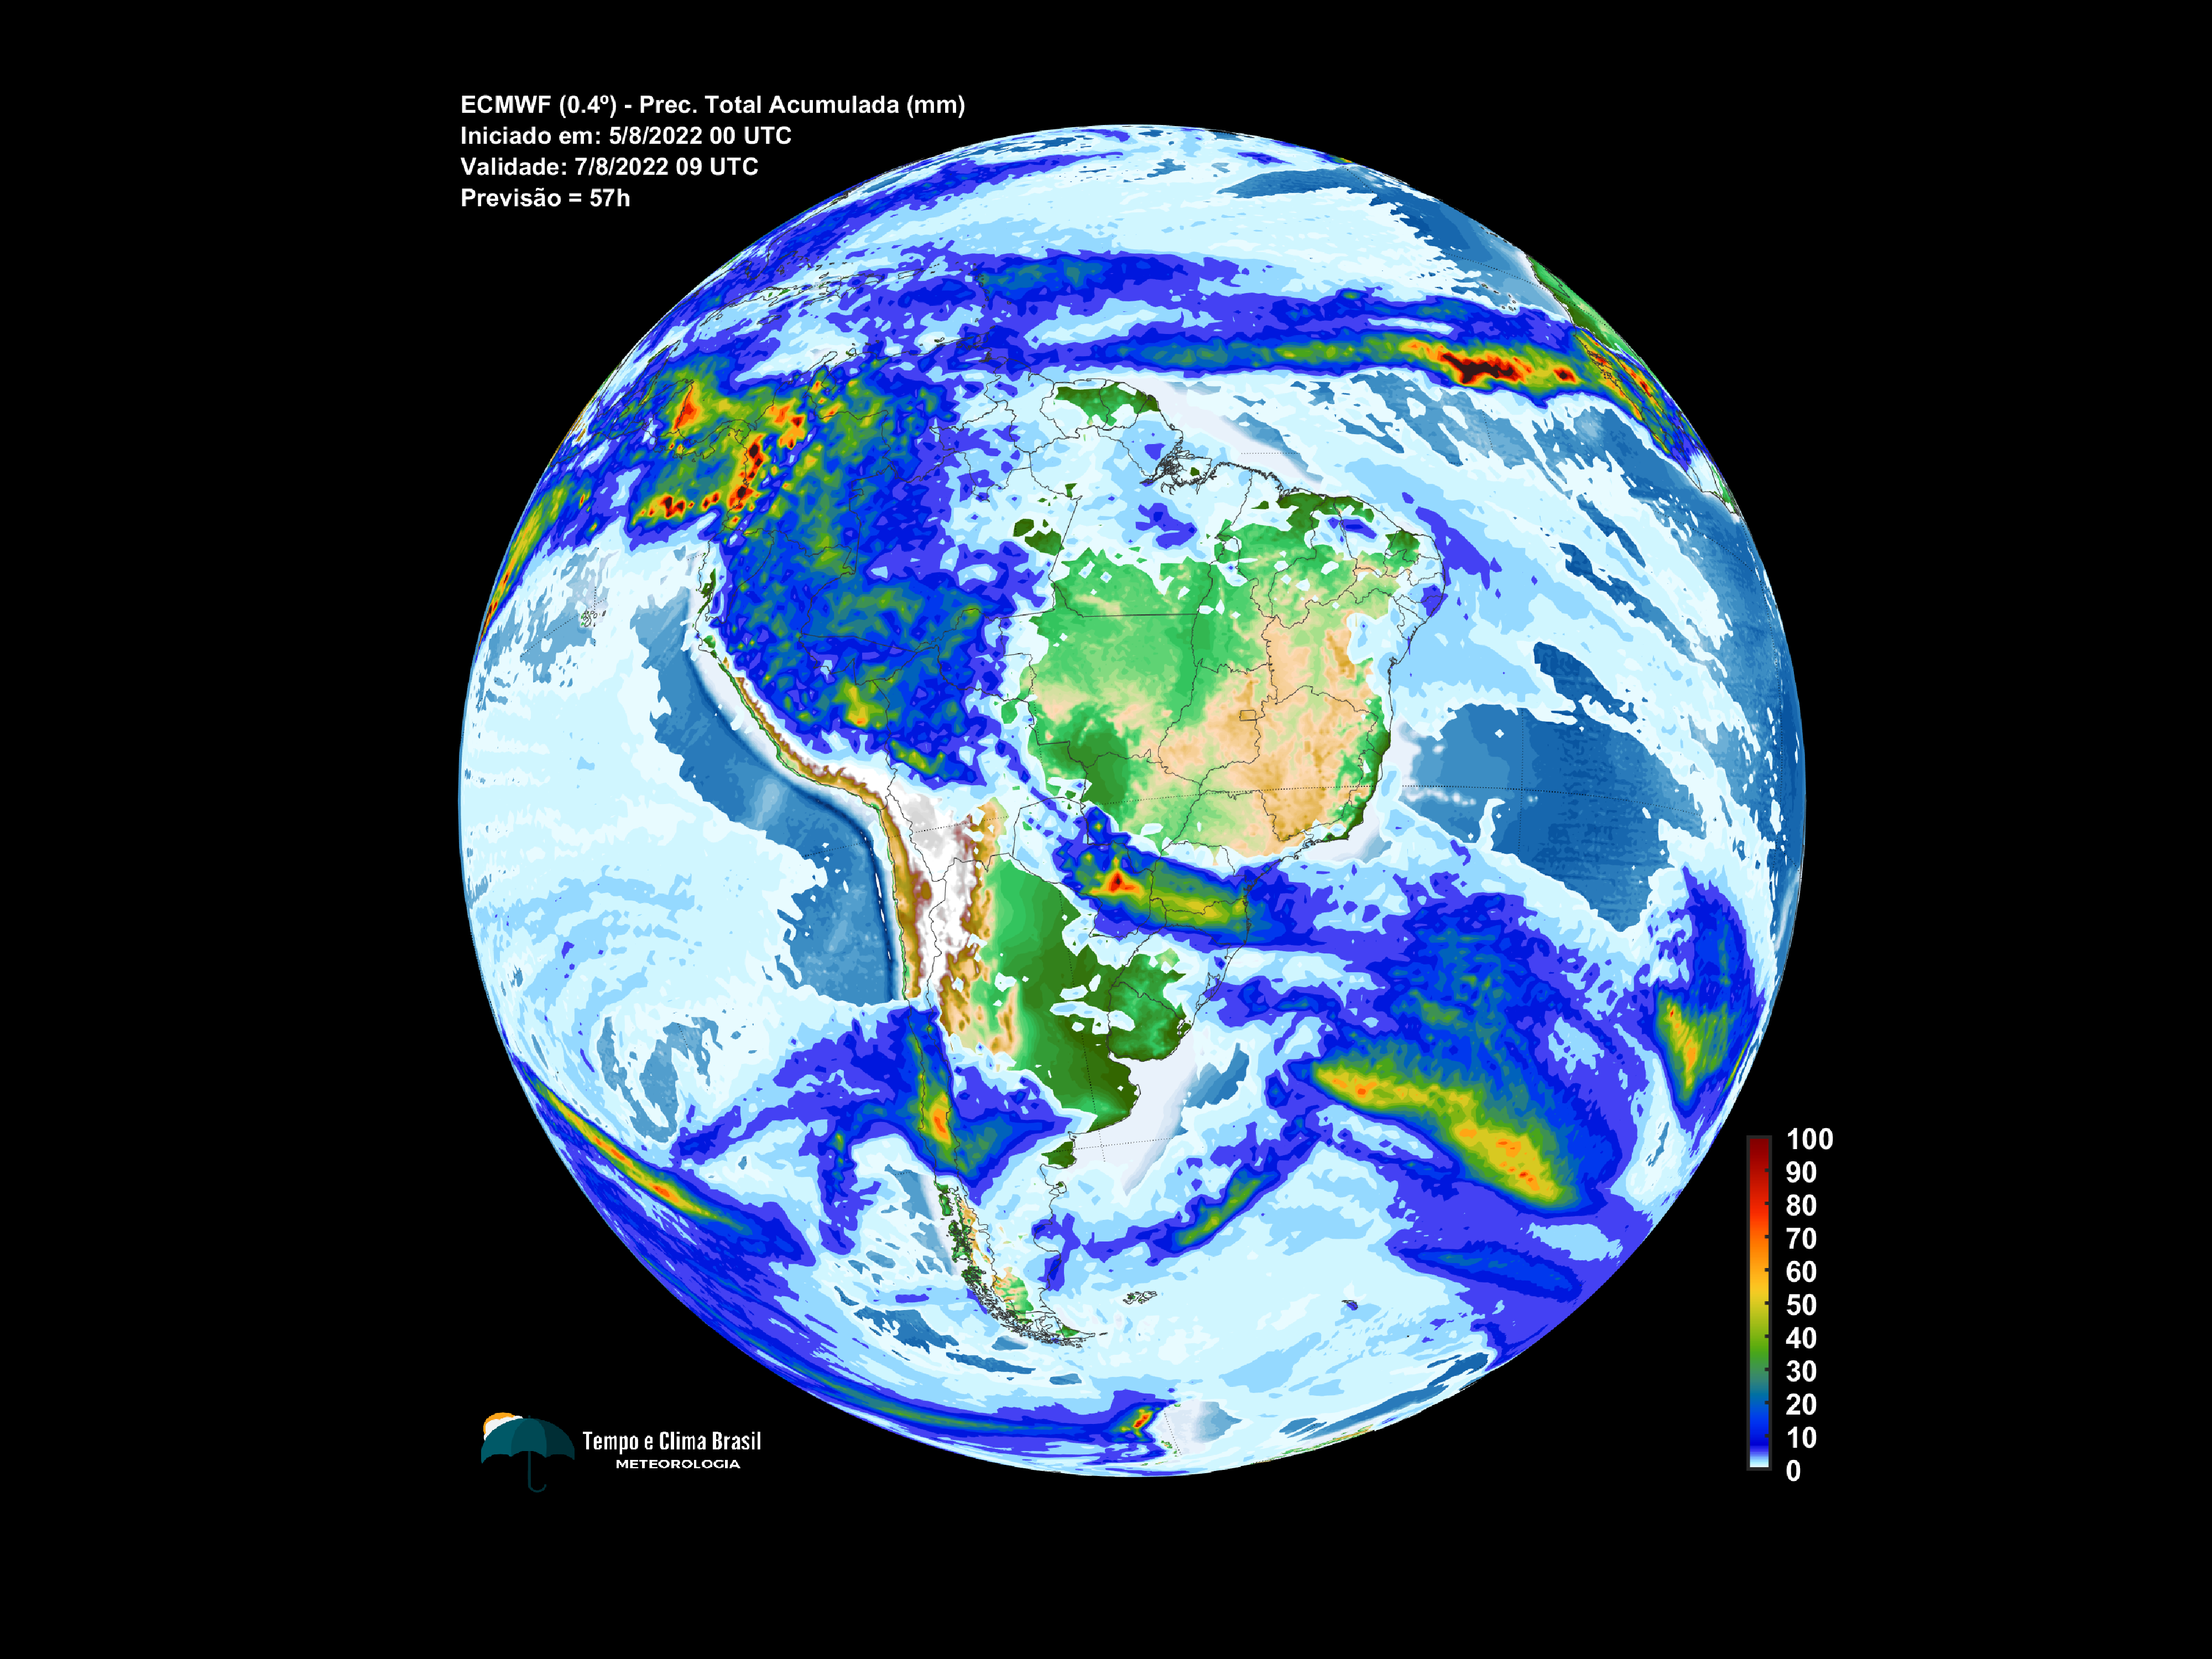 ECMWF (0.4º) - Prec. Total Acumulada (mm)
Iniciado em: 5/8/2022 00 UTC
Validade: 7/8/2022 09 UTC
Previsão = 57h
100
90
80
70
60
50
40
30
20
10
0
Tempo e Clima Brasil
METEOROLOGIA